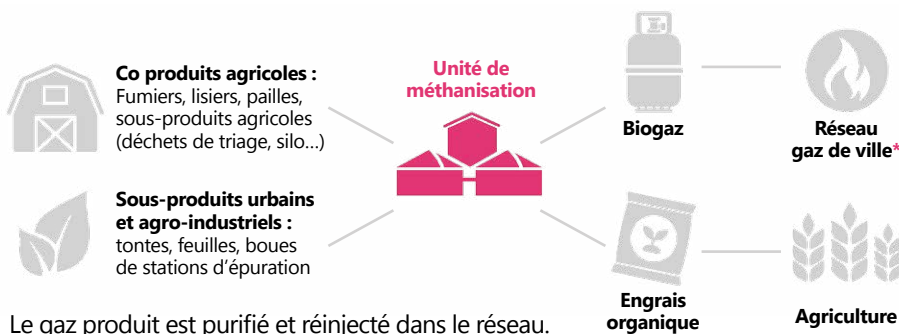 Co produits agricoles :
Fumiers, lisiers, pailles,
sous-produits agricoles
(déchets de triage, silo...)
Sous-produits urbains
et agro-industriels :
tontes, feuilles, boues
de stations d'épuration
Unité de
méthanisation
Biogaz
Réseau
gaz de ville*
Engrais
organique
Agriculture
Le gaz produit est purifié et réinjecté dans le réseau.